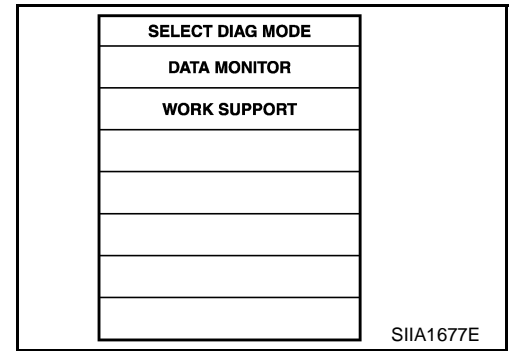 SELECT DIAG MODE
DATA MONITOR
WORK SUPPORT
SIIA1677E